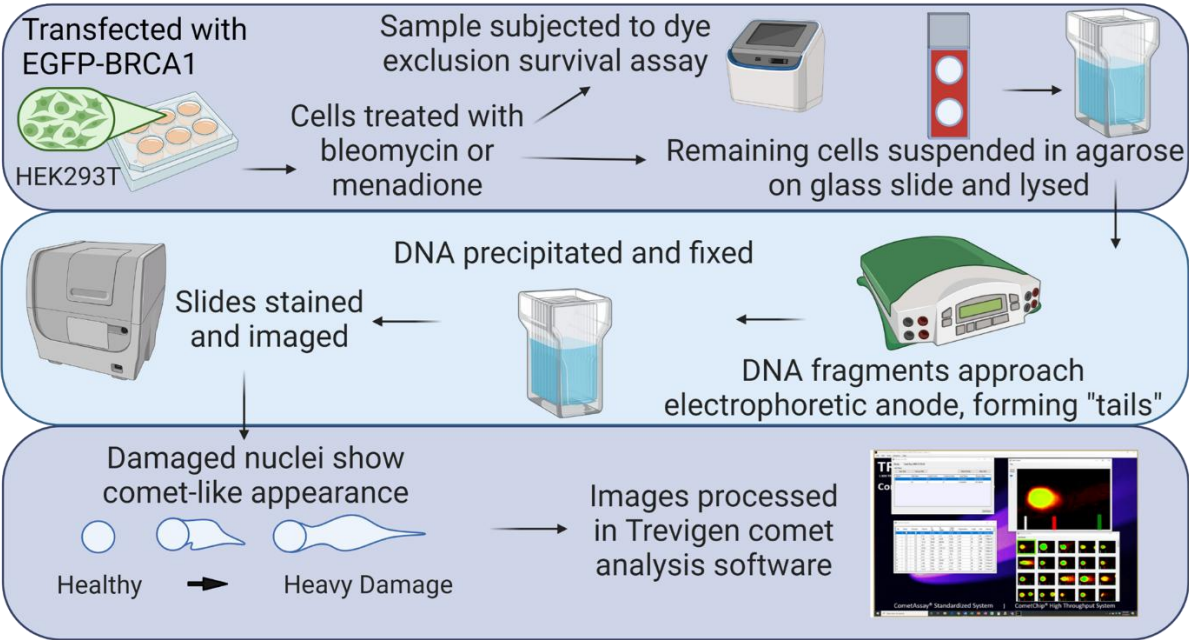 Transfected with
EGFP-BRCA1
HEK293T
Cells treated with
bleomycin or
menadione
Sample subjected to dye
exclusion survival assay
Remaining cells suspended in agarose
on glass slide and lysed
DNA fragments approach
electrophoretic anode, forming "tails"
DNA precipitated and fixed
Slides stained
and imaged
Damaged nuclei show
comet-like appearance
Healthy
Heavy Damage
Images processed
in Trevigen comet
analysis software
CometAssay® Standardized System | CometChip® High Throughput System